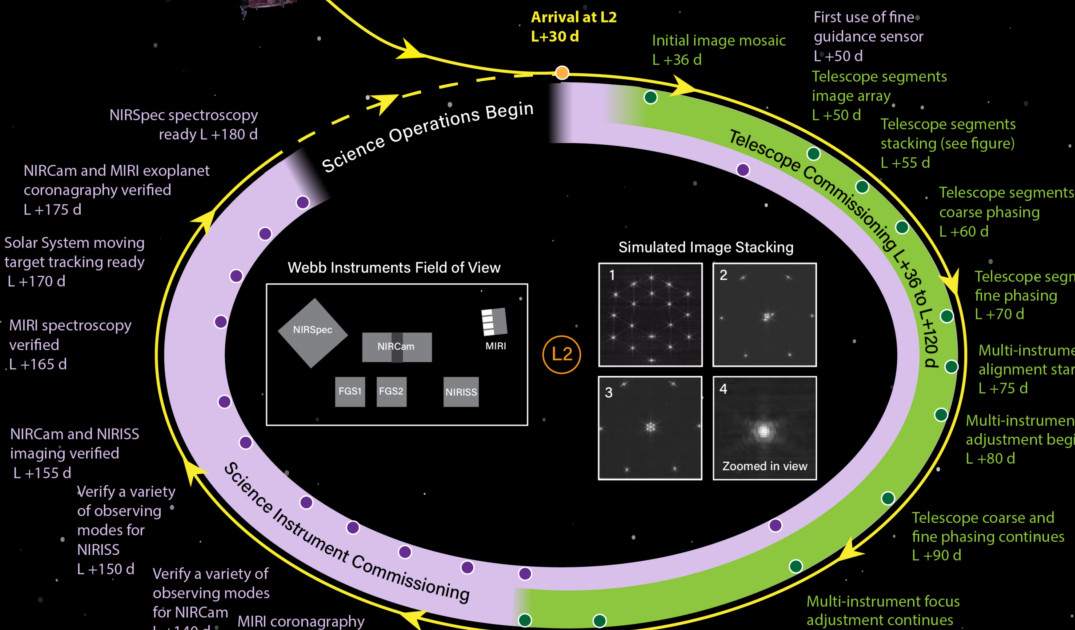 Arrival at L2
L+30 d
Initial image mosaic
L +36 d
First use of fine
guidance sensor
L +50 d
Telescope segments
image array
L +50 d
Telescope segments
stacking (see figure)
L +55 d
Telescope segments
coarse phasing
L +60 d
Telescope segm
fine phasing
L +70 d
Multi-instrume
alignment star
L +75 d
Multi-instrumen
adjustment begi
L +80 d
Telescope coarse and
fine phasing continues
L +90 d
Multi-instrument focus
adjustment continues
MIRI coronagraphy
Verify a variety of
observing modes
for NIRCam
L +140 d
Verify a variety
of observing
modes for
NIRISS
L +150 d
NIRCam and NIRISS
imaging verified
L +155 d
MIRI spectroscopy
verified
L +165 d
Solar System moving
target tracking ready
L +170 d
NIRCam and MIRI exoplanet
coronagraphy verified
L +175 d
NIRSpec spectroscopy
ready L +180 d
Science Operations Begin
Telescope Commissioning L+36 to L+120 d
Science Instrument Commissioning
Webb Instruments Field of View
NIRSpec
NIRCam
MIRI
FGS1
FGS2
NIRISS
L2
Simulated Image Stacking
1
2
3
4
Zoomed in view